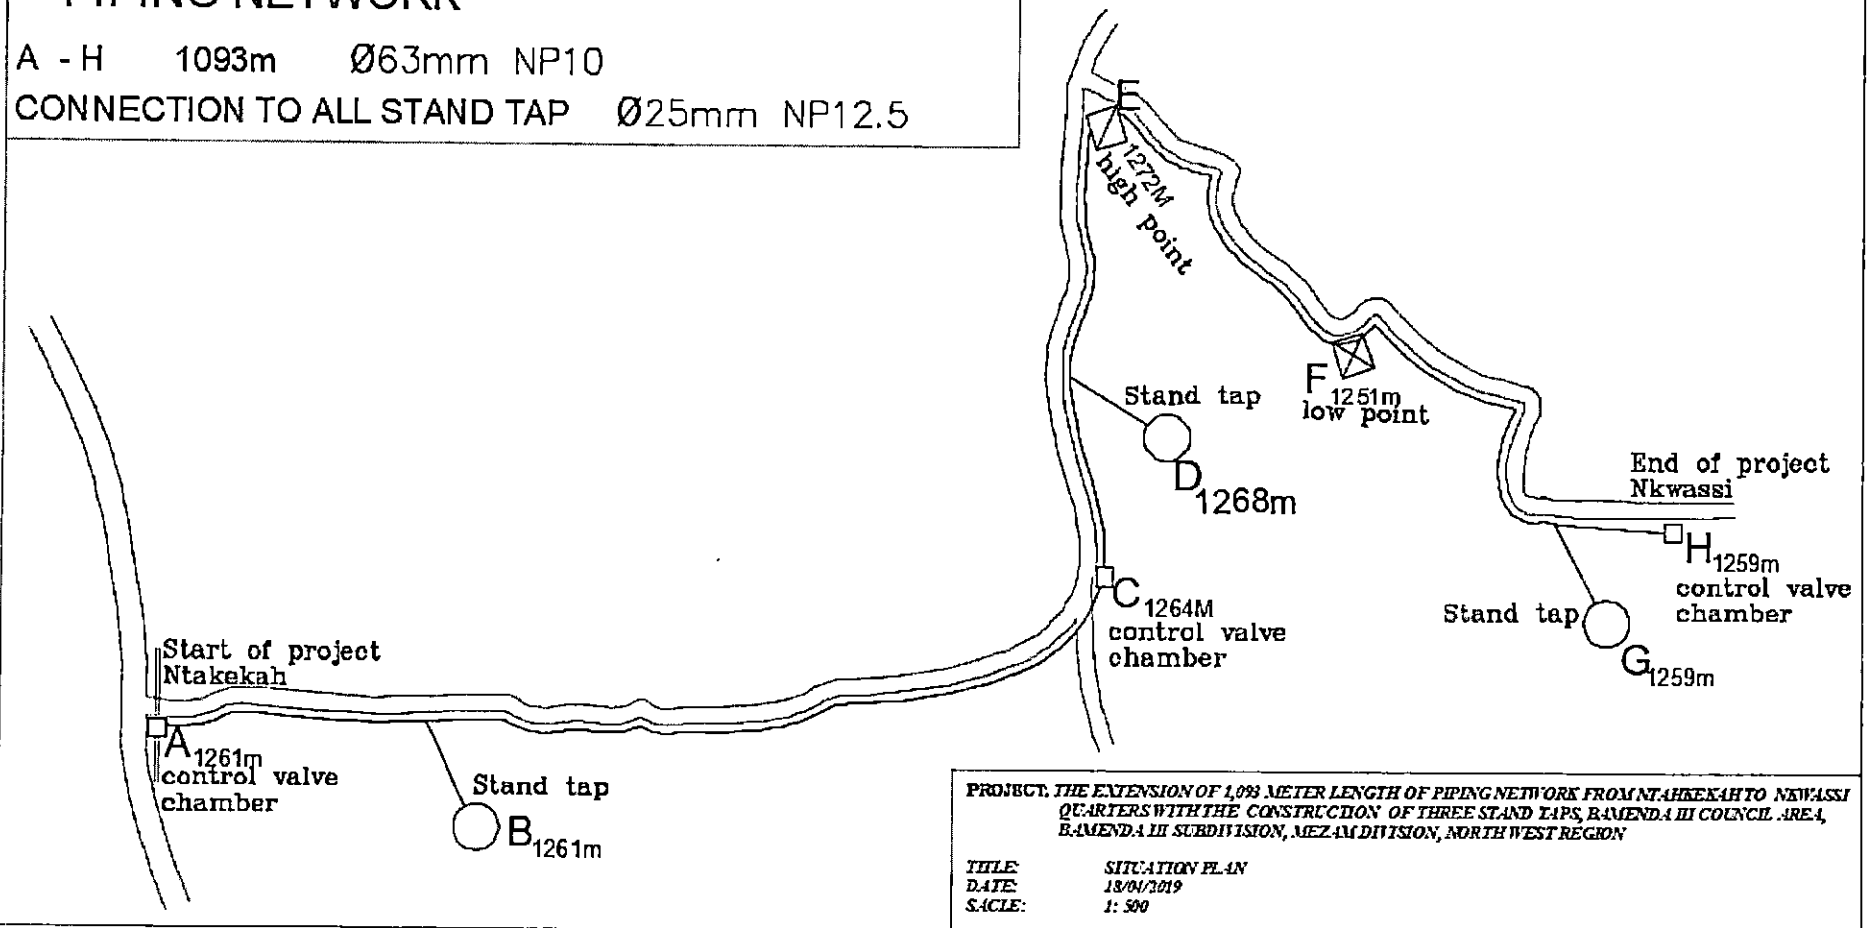 PIPING NETWORK
A - H 1093m Ø63mm NP10
CONNECTION TO ALL STAND TAP Ø25mm NP12.5
E
1272M
high point
Stand tap
D 1268m
F 1251m
low point
End of project
Nkwassi
H 1259m
control valve
chamber
Stand tap
G 1259m
C 1264M
control valve
chamber
Start of project
Ntakekah
A 1261m
control valve
chamber
Stand tap
B 1261m
PROJECT: THE EXTENSION OF 1,093 METER LENGTH OF PIPING NETWORK FROM NTAHKEKAH TO NKWASSI
QUARTERS WITH THE CONSTRUCTION OF THREE STAND TAPS, BAMENDA III COUNCIL AREA,
BAMENDA III SUBDIVISION, MEZAM DIVISION, NORTH WEST REGION
TITLE: SITUATION PLAN
DATE: 18/01/2019
SACLE: 1: 500